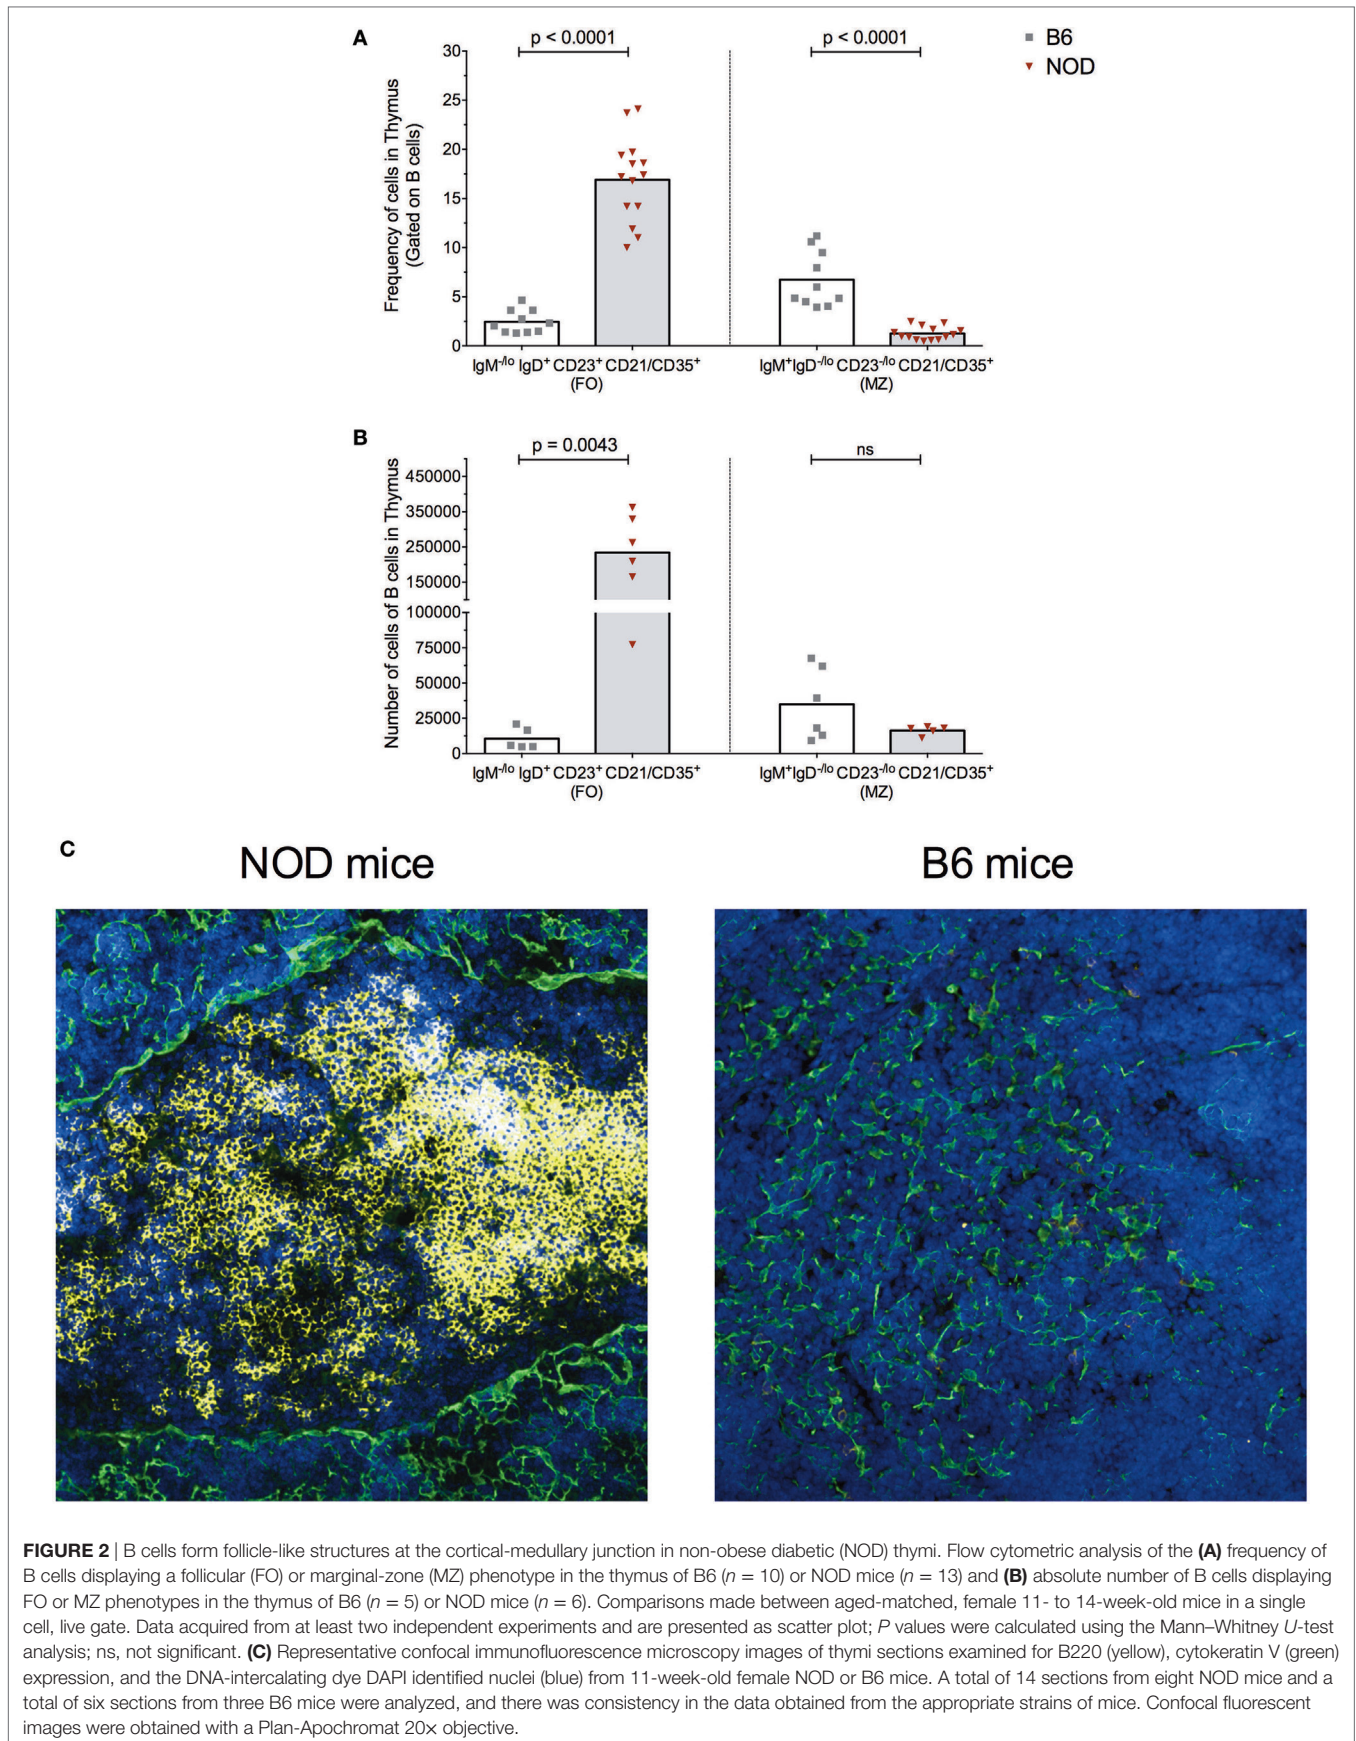 A
p < 0.0001
p < 0.0001
B6
NOD
Frequency of cells in Thymus
(Gated on B cells)
30
25
20
15
10
5
0
IgM-/lo IgD+ CD23+ CD21/CD35+
(FO)
IgM+IgD-/lo CD23-/lo CD21/CD35+
(MZ)
B
p = 0.0043
ns
Number of cells of B cells in Thymus
450000
350000
250000
150000
100000
75000
50000
25000
0
IgM-/lo IgD+ CD23+ CD21/CD35+
(FO)
IgM+IgD-/lo CD23-/lo CD21/CD35+
(MZ)
C
NOD mice
B6 mice
FIGURE 2 | B cells form follicle-like structures at the cortical-medullary junction in non-obese diabetic (NOD) thymi. Flow cytometric analysis of the (A) frequency of
B cells displaying a follicular (FO) or marginal-zone (MZ) phenotype in the thymus of B6 (n = 10) or NOD mice (n = 13) and (B) absolute number of B cells displaying
FO or MZ phenotypes in the thymus of B6 (n = 5) or NOD mice (n = 6). Comparisons made between aged-matched, female 11- to 14-week-old mice in a single
cell, live gate. Data acquired from at least two independent experiments and are presented as scatter plot; P values were calculated using the Mann–Whitney U-test
analysis; ns, not significant. (C) Representative confocal immunofluorescence microscopy images of thymi sections examined for B220 (yellow), cytokeratin V (green)
expression, and the DNA-intercalating dye DAPI identified nuclei (blue) from 11-week-old female NOD or B6 mice. A total of 14 sections from eight NOD mice and a
total of six sections from three B6 mice were analyzed, and there was consistency in the data obtained from the appropriate strains of mice. Confocal fluorescent
images were obtained with a Plan-Apochromat 20× objective.